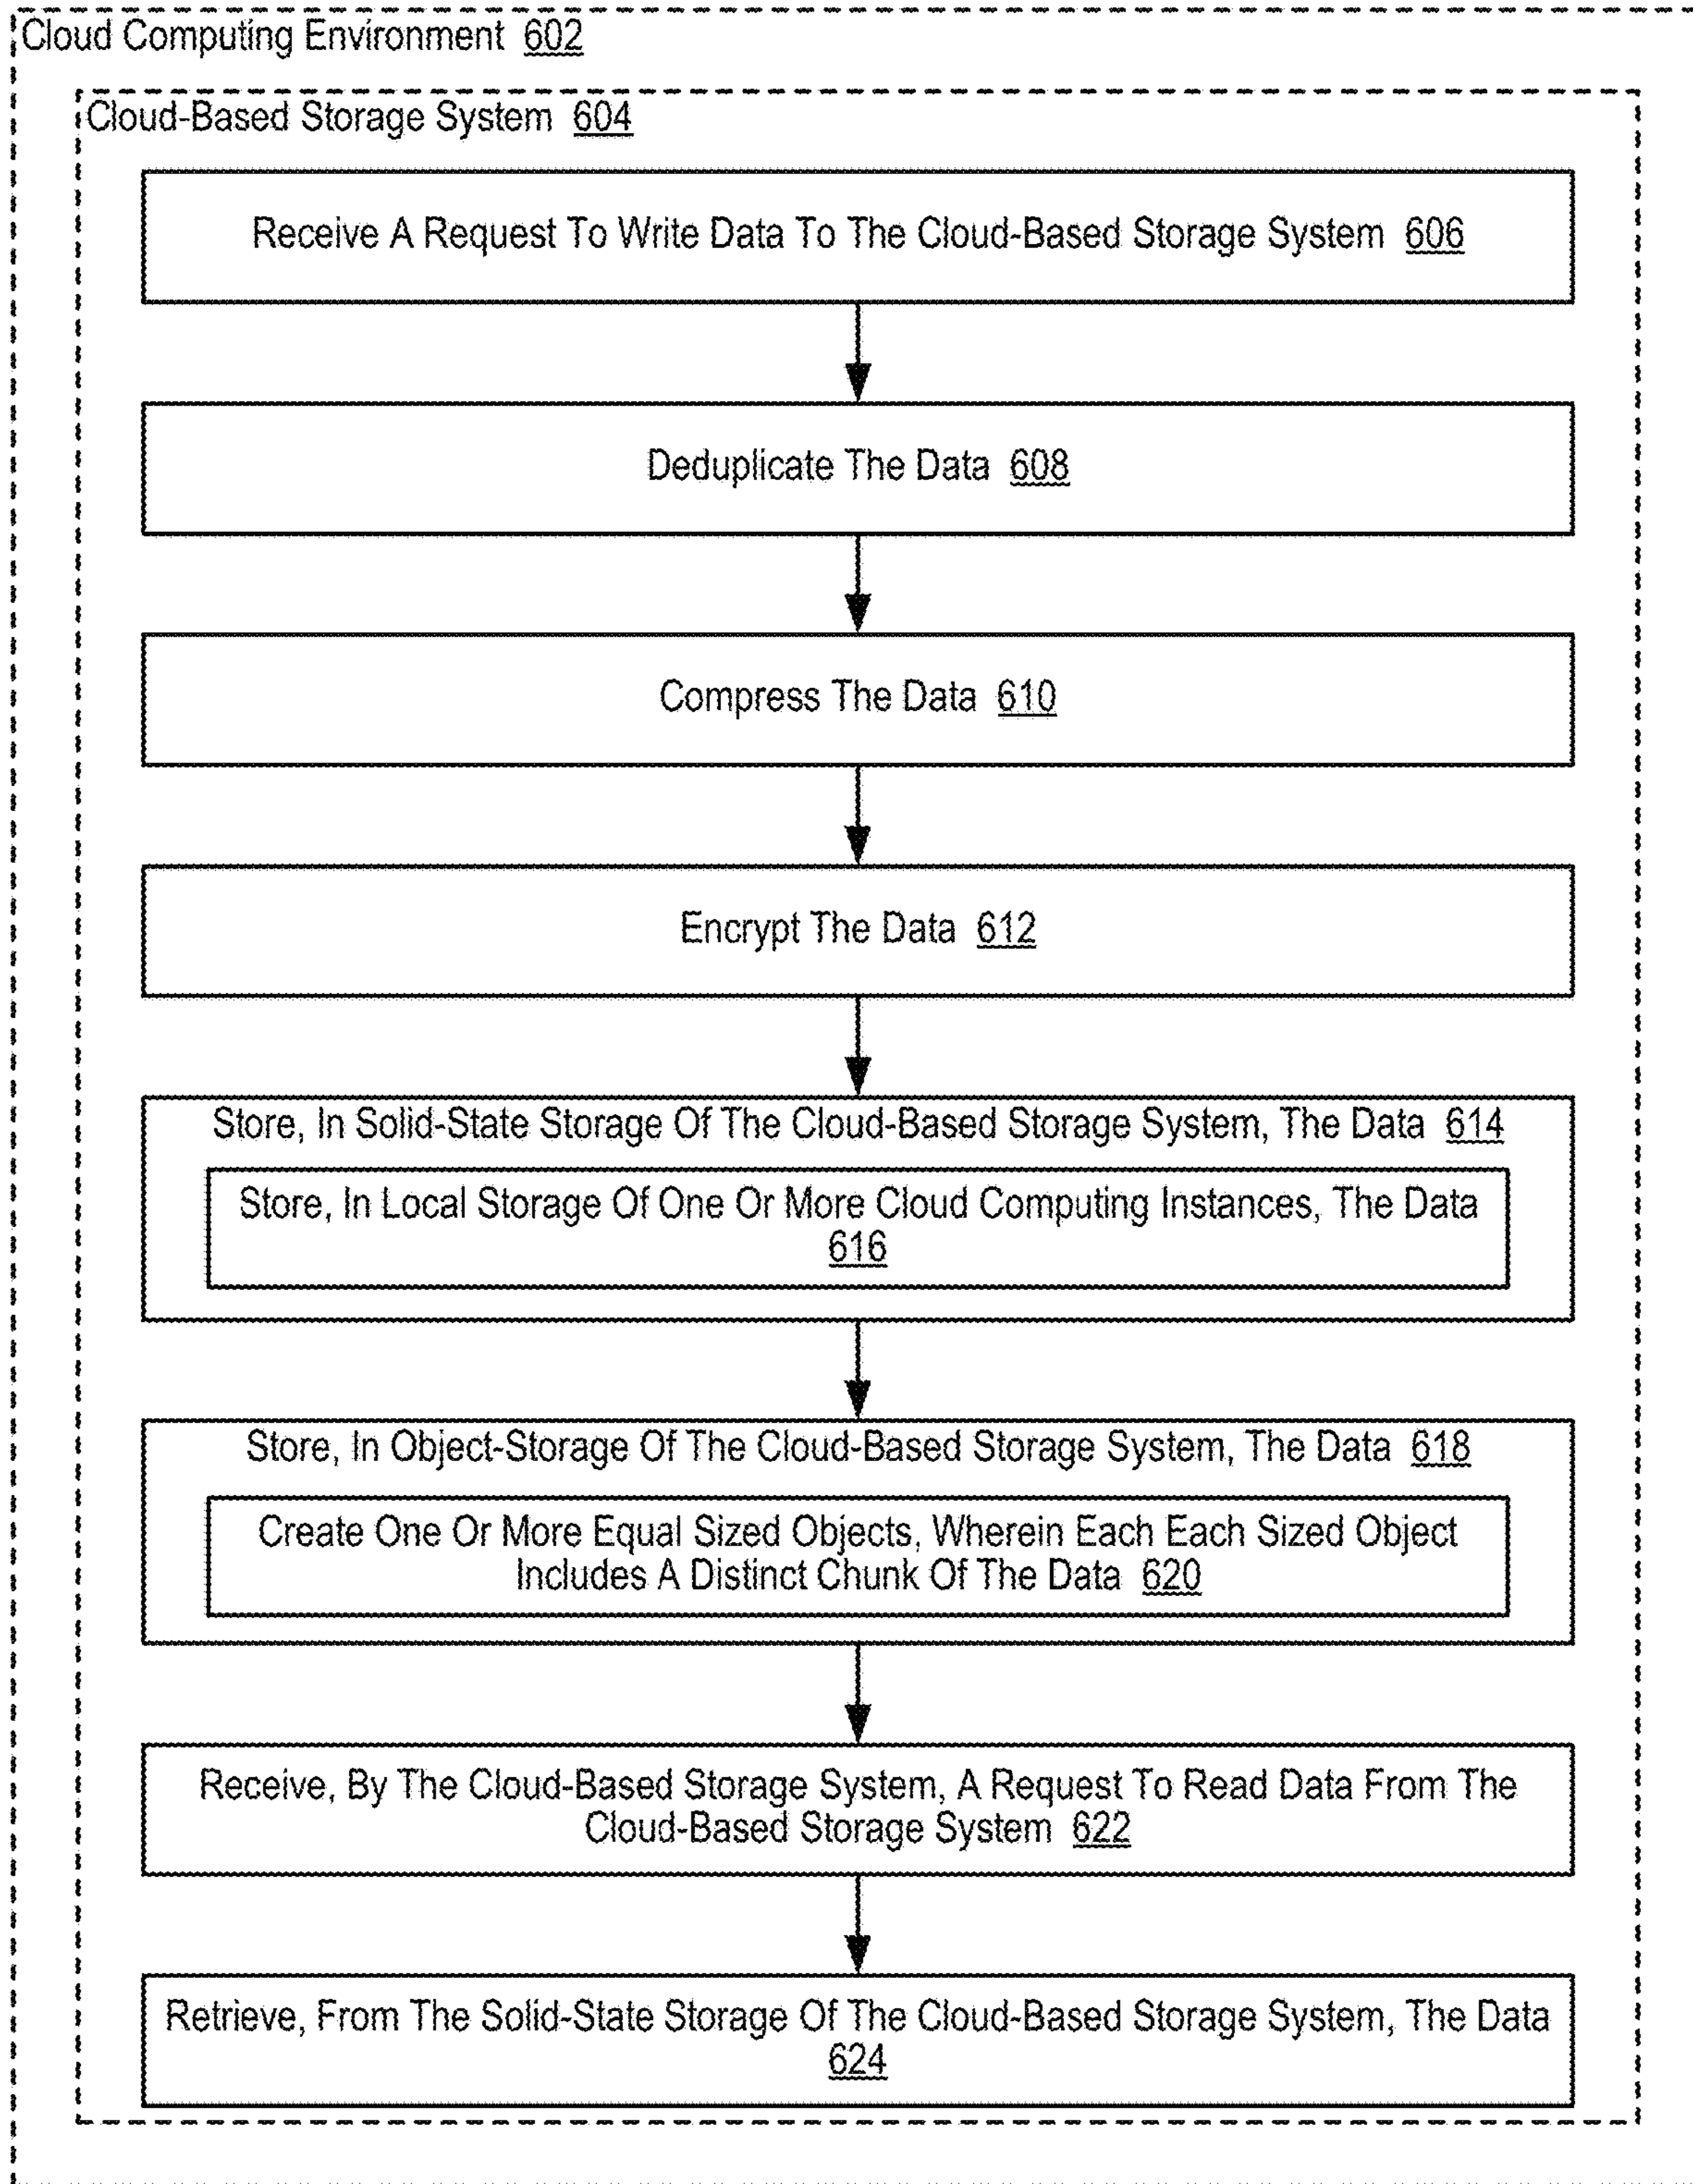 Cloud Computing Environment 602
Cloud-Based Storage System 604
Receive A Request To Write Data To The Cloud-Based Storage System 606
Deduplicate The Data 608
Compress The Data 610
Encrypt The Data 612
Store, In Solid-State Storage Of The Cloud-Based Storage System, The Data 614
Store, In Local Storage Of One Or More Cloud Computing Instances, The Data
616
Store, In Object-Storage Of The Cloud-Based Storage System, The Data 618
Create One Or More Equal Sized Objects, Wherein Each Each Sized Object
Includes A Distinct Chunk Of The Data 620
Receive, By The Cloud-Based Storage System, A Request To Read Data From The
Cloud-Based Storage System 622
Retrieve, From The Solid-State Storage Of The Cloud-Based Storage System, The Data
624